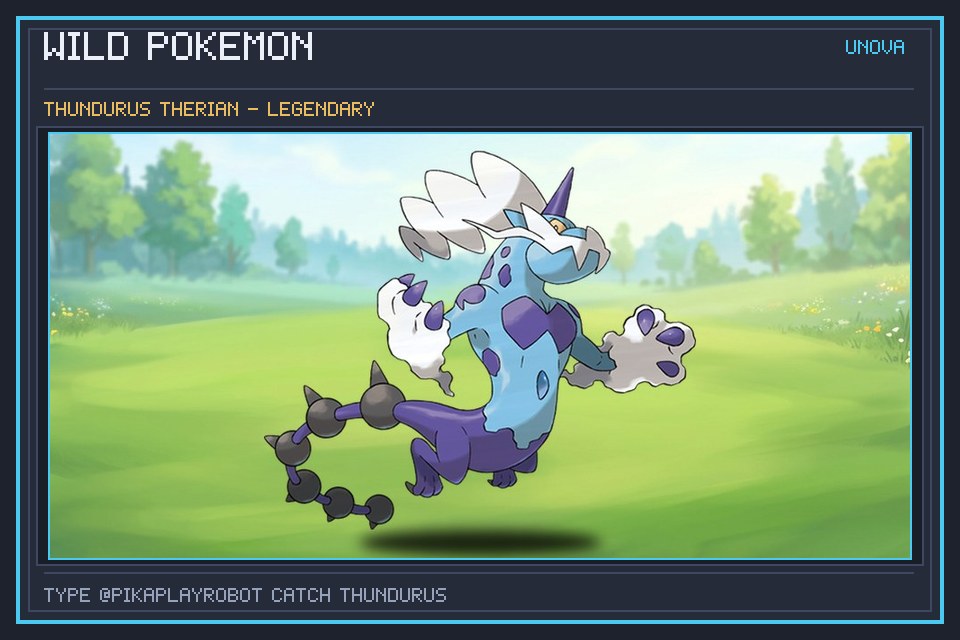 WILD POKEMON
UNOVA
THUNDURUS THERIAN - LEGENDARY
TYPE @PIKAPLAYROBOT CATCH THUNDURUS